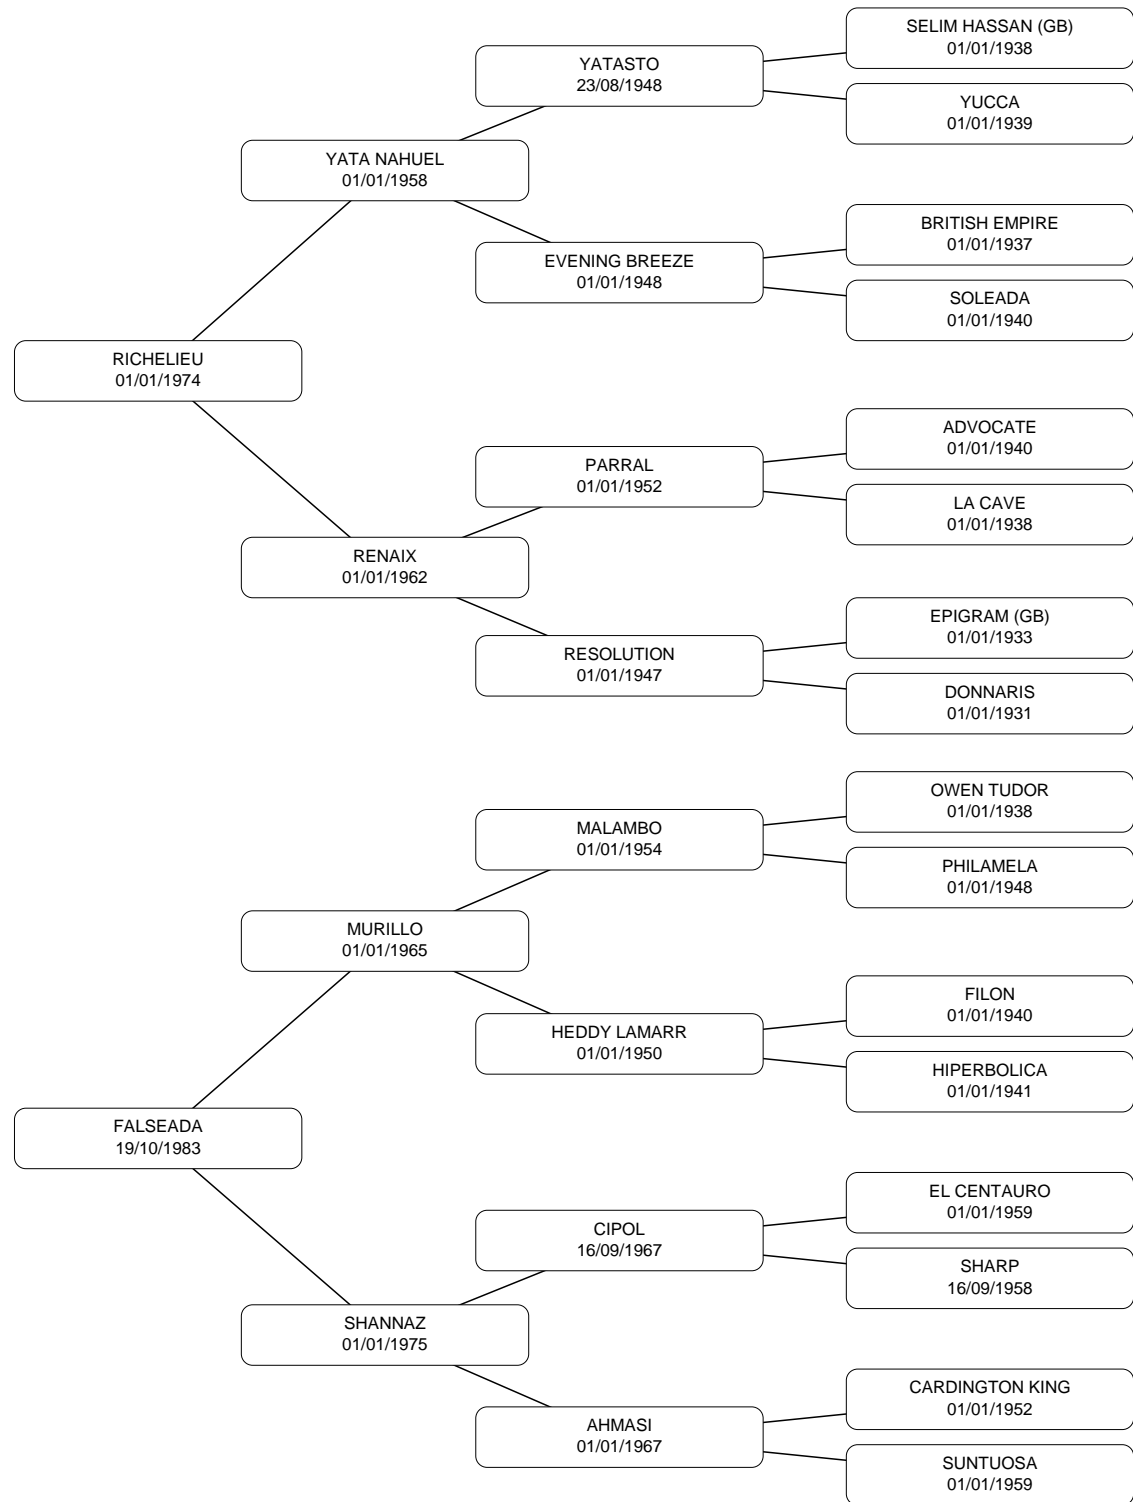 SELIM HASSAN (GB)
01/01/1938
YATASTO
23/08/1948
YUCCA
01/01/1939
YATA NAHUEL
01/01/1958
BRITISH EMPIRE
01/01/1937
EVENING BREEZE
01/01/1948
SOLEADA
01/01/1940
RICHELIEU
01/01/1974
ADVOCATE
01/01/1940
PARRAL
01/01/1952
LA CAVE
01/01/1938
RENAIX
01/01/1962
EPIGRAM (GB)
01/01/1933
RESOLUTION
01/01/1947
DONNARIS
01/01/1931
OWEN TUDOR
01/01/1938
MALAMBO
01/01/1954
PHILAMELA
01/01/1948
MURILLO
01/01/1965
FILON
01/01/1940
HEDDY LAMARR
01/01/1950
HIPERBOLICA
01/01/1941
FALSEADA
19/10/1983
EL CENTAURO
01/01/1959
CIPOL
16/09/1967
SHARP
16/09/1958
SHANNAZ
01/01/1975
CARDINGTON KING
01/01/1952
AHMASI
01/01/1967
SUNTUOSA
01/01/1959